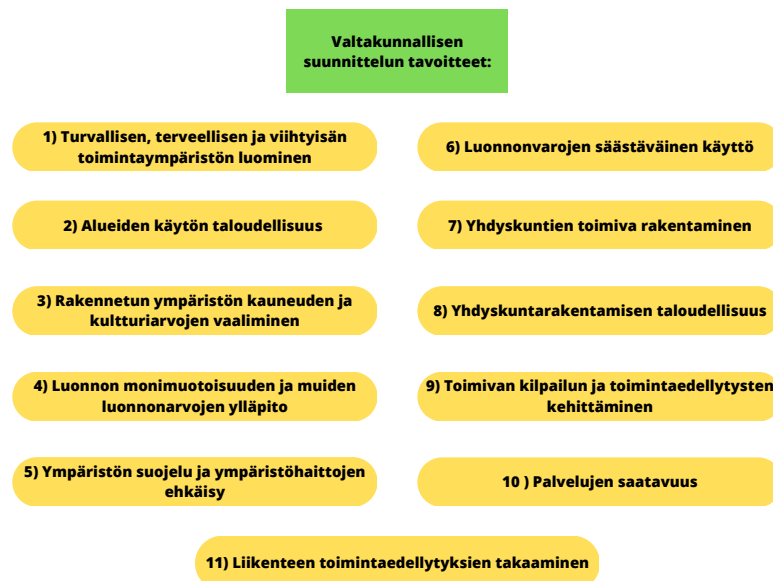 Valtakunnallisen
suunnittelun tavoitteet:
1) Turvallisen, terveellisen ja viihtyisän
toimintaympäristön luominen
2) Alueiden käytön taloudellisuus
3) Rakennetun ympäristön kauneuden ja
kultturiarvojen vaaliminen
4) Luonnon monimuotoisuuden ja muiden
luonnonarvojen ylläpito
5) Ympäristön suojelu ja ympäristöhaittojen
ehkäisy
6) Luonnonvarojen säästäväinen käyttö
7) Yhdyskuntien toimiva rakentaminen
8) Yhdyskuntarakentamisen taloudellisuus
9) Toimivan kilpailun ja toimintaedellytysten
kehittäminen
10 ) Palvelujen saatavuus
11) Liikenteen toimintaedellytyksien takaaminen